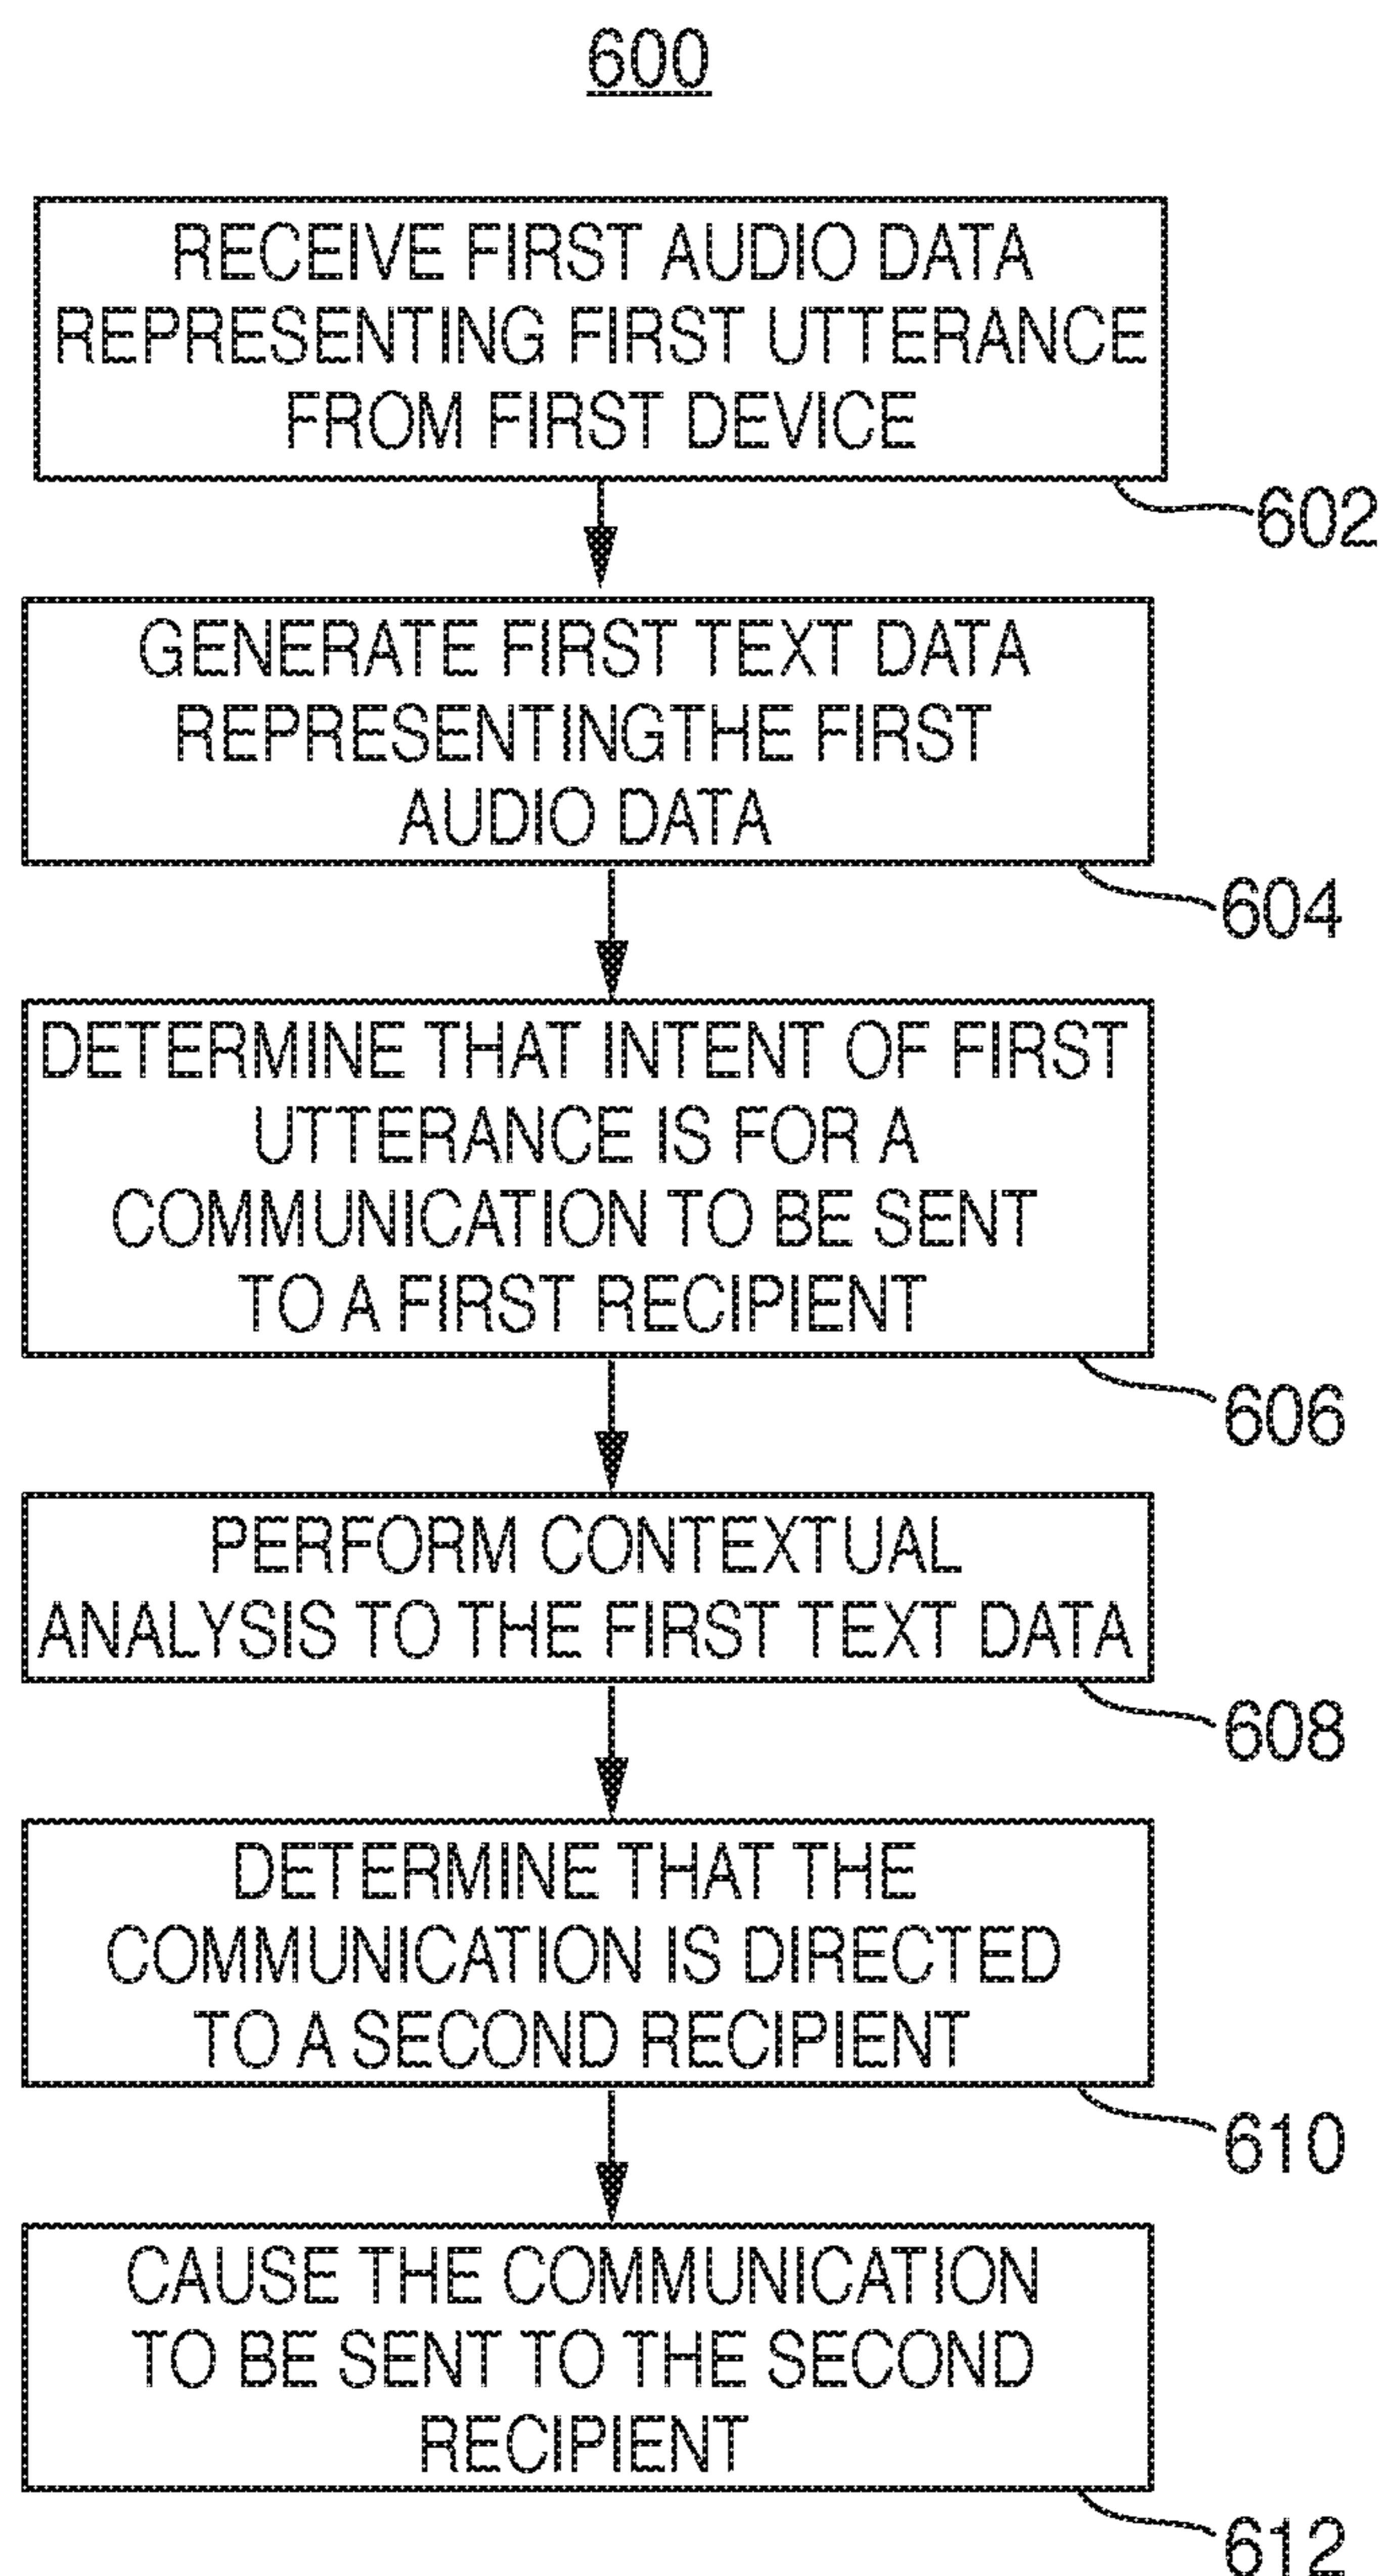 600
RECEIVE FIRST AUDIO DATA
REPRESENTING FIRST UTTERANCE
FROM FIRST DEVICE
602
GENERATE FIRST TEXT DATA
REPRESENTINGTHE FIRST
AUDIO DATA
604
DETERMINE THAT INTENT OF FIRST
UTTERANCE IS FOR A
COMMUNICATION TO BE SENT
TO A FIRST RECIPIENT
606
PERFORM CONTEXTUAL
ANALYSIS TO THE FIRST TEXT DATA
608
DETERMINE THAT THE
COMMUNICATION IS DIRECTED
TO A SECOND RECIPIENT
610
CAUSE THE COMMUNICATION
TO BE SENT TO THE SECOND
RECIPIENT
612